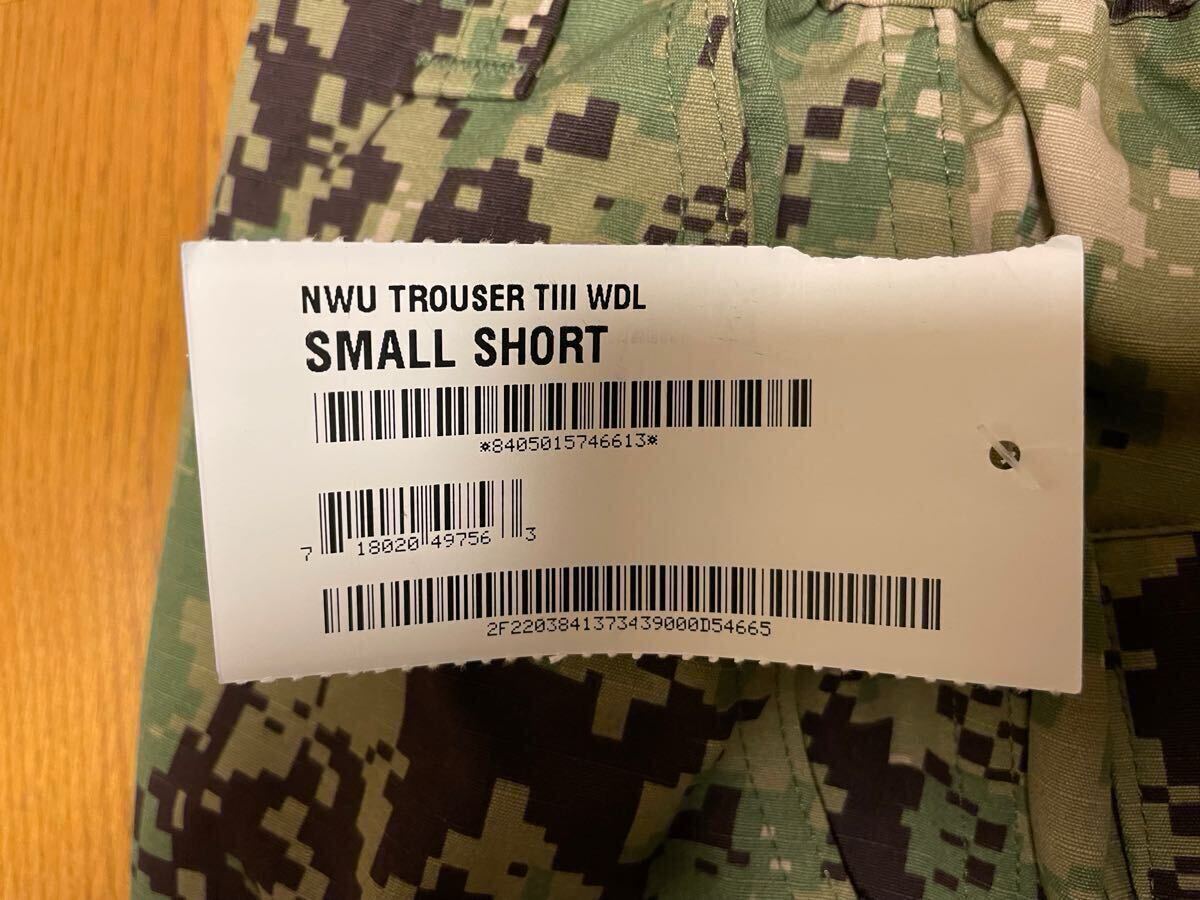 NWU TROUSER TIII WDL
SMALL SHORT
*8405015746613*
7 18020 49756 3
2F2203841373439000D54665